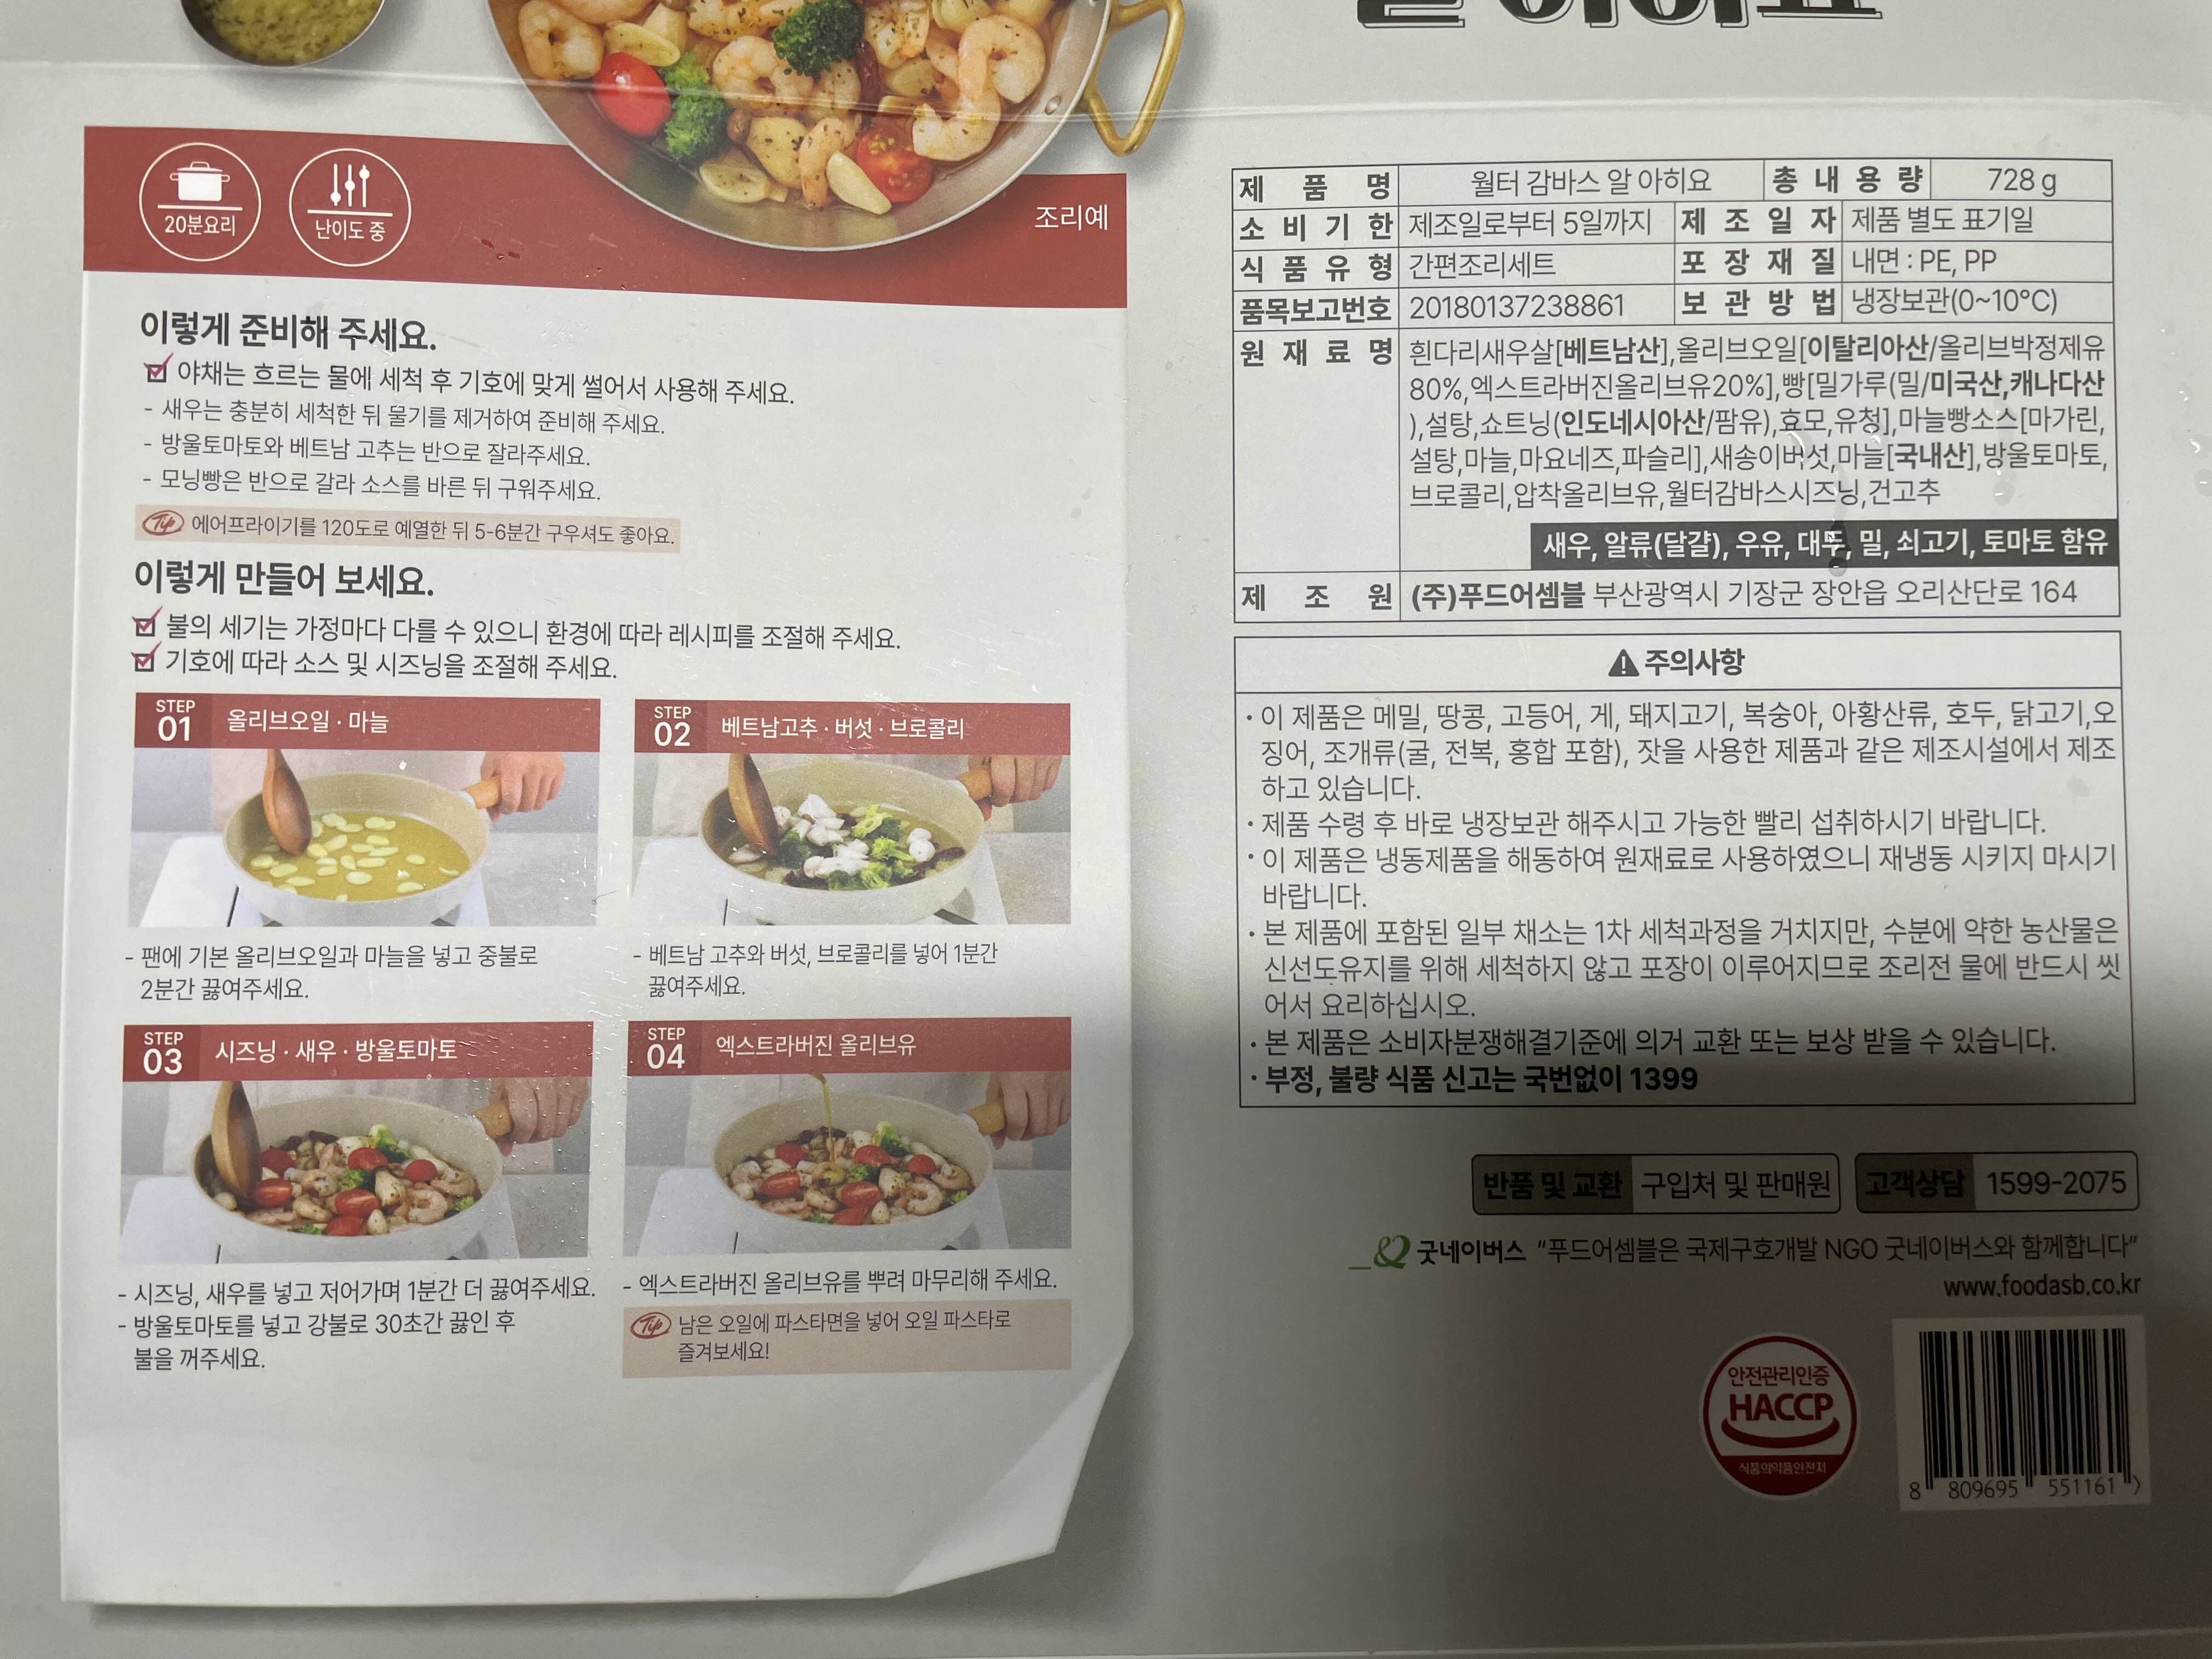 20분요리
난이도 중
조리예
이렇게 준비해 주세요.
야채는 흐르는 물에 세척 후 기호에 맞게 썰어서 사용해 주세요.
- 새우는 충분히 세척한 뒤 물기를 제거하여 준비해 주세요.
- 방울토마토와 베트남 고추는 반으로 잘라주세요.
- 모닝빵은 반으로 갈라 소스를 바른 뒤 구워주세요.
Tip 에어프라이기를 120도로 예열한 뒤 5-6분간 구우셔도 좋아요.
이렇게 만들어 보세요.
불의 세기는 가정마다 다를 수 있으니 환경에 따라 레시피를 조절해 주세요.
기호에 따라 소스 및 시즈닝을 조절해 주세요.
STEP 01 올리브오일 · 마늘
- 팬에 기본 올리브오일과 마늘을 넣고 중불로
2분간 끓여주세요.
STEP 02 베트남고추 · 버섯 · 브로콜리
- 베트남 고추와 버섯, 브로콜리를 넣어 1분간
끓여주세요.
STEP 03 시즈닝 · 새우 · 방울토마토
- 시즈닝, 새우를 넣고 저어가며 1분간 더 끓여주세요.
- 방울토마토를 넣고 강불로 30초간 끓인 후
불을 꺼주세요.
STEP 04 엑스트라버진 올리브유
- 엑스트라버진 올리브유를 뿌려 마무리해 주세요.
Tip 남은 오일에 파스타면을 넣어 오일 파스타로
즐겨보세요!
제품명 월터 감바스 알 아히요 총내용량 728 g
소비기한 제조일로부터 5일까지 제조일자 제품 별도 표기일
식품유형 간편조리세트 포장재질 내면 : PE, PP
품목보고번호 20180137238861 보관방법 냉장보관(0~10°C)
원재료명 흰다리새우살[베트남산],올리브오일[이탈리아산/올리브박정제유
80%,엑스트라버진올리브유20%],빵[밀가루(밀/미국산,캐나다산
),설탕,쇼트닝(인도네시아산/팜유),효모,유청],마늘빵소스[마가린,
설탕,마늘,마요네즈,파슬리],새송이버섯,마늘[국내산],방울토마토,
브로콜리,압착올리브유,월터감바스시즈닝,건고추
새우, 알류(달걀), 우유, 대두, 밀, 쇠고기, 토마토 함유
제조원 (주)푸드어셈블 부산광역시 기장군 장안읍 오리산단로 164
주의사항
· 이 제품은 메밀, 땅콩, 고등어, 게, 돼지고기, 복숭아, 아황산류, 호두, 닭고기,오
징어, 조개류(굴, 전복, 홍합 포함), 잣을 사용한 제품과 같은 제조시설에서 제조
하고 있습니다.
· 제품 수령 후 바로 냉장보관 해주시고 가능한 빨리 섭취하시기 바랍니다.
· 이 제품은 냉동제품을 해동하여 원재료로 사용하였으니 재냉동 시키지 마시기
바랍니다.
· 본 제품에 포함된 일부 채소는 1차 세척과정을 거치지만, 수분에 약한 농산물은
신선도유지를 위해 세척하지 않고 포장이 이루어지므로 조리전 물에 반드시 씻
어서 요리하십시오.
· 본 제품은 소비자분쟁해결기준에 의거 교환 또는 보상 받을 수 있습니다.
· 부정, 불량 식품 신고는 국번없이 1399
반품 및 교환 구입처 및 판매원 고객상담 1599-2075
굿네이버스 "푸드어셈블은 국제구호개발 NGO 굿네이버스와 함께합니다"
www.foodasb.co.kr
안전관리인증
HACCP
식품의약품안전처
8 809695 551161